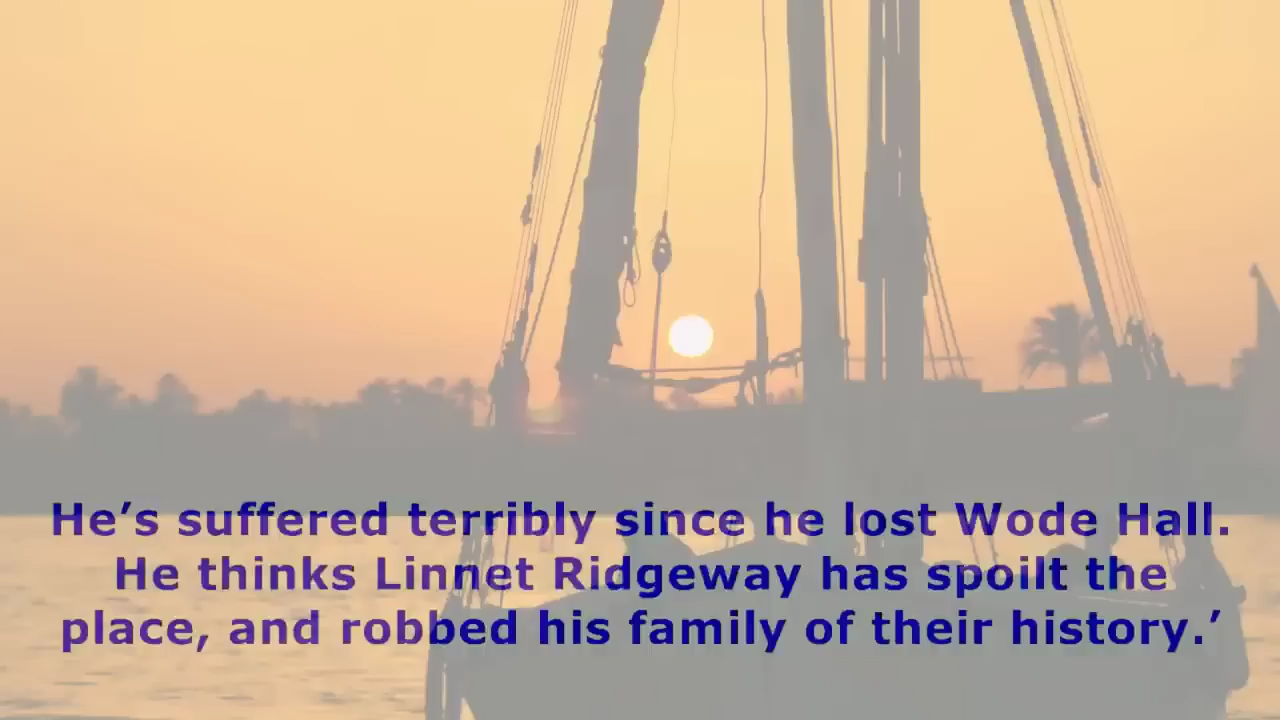 He’s suffered terribly since he lost Wode Hall.
He thinks Linnet Ridgeway has spoilt the
place, and robbed his family of their history.’